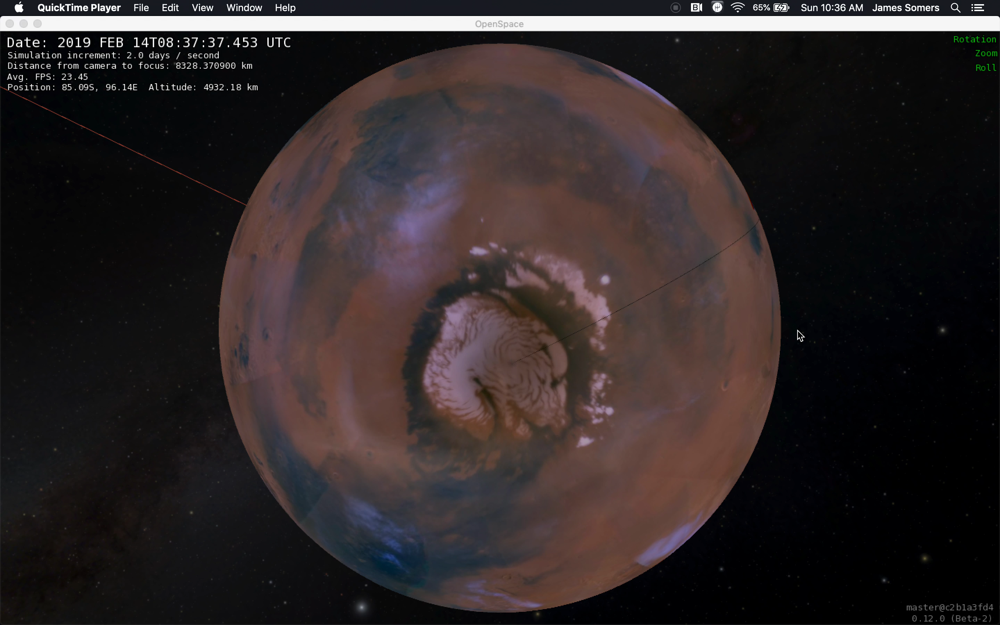 QuickTime Player File Edit View Window Help 65% Sun 10:36 AM James Somers
OpenSpace
Date: 2019 FEB 14T08:37:37.453 UTC
Simulation increment: 2.0 days / second
Distance from camera to focus: 8328.370900 km
Avg. FPS: 23.45
Position: 85.09S, 96.14E Altitude: 4932.18 km
Rotation
Zoom
Roll
master@c2b1a3fd4
0.12.0 (Beta-2)